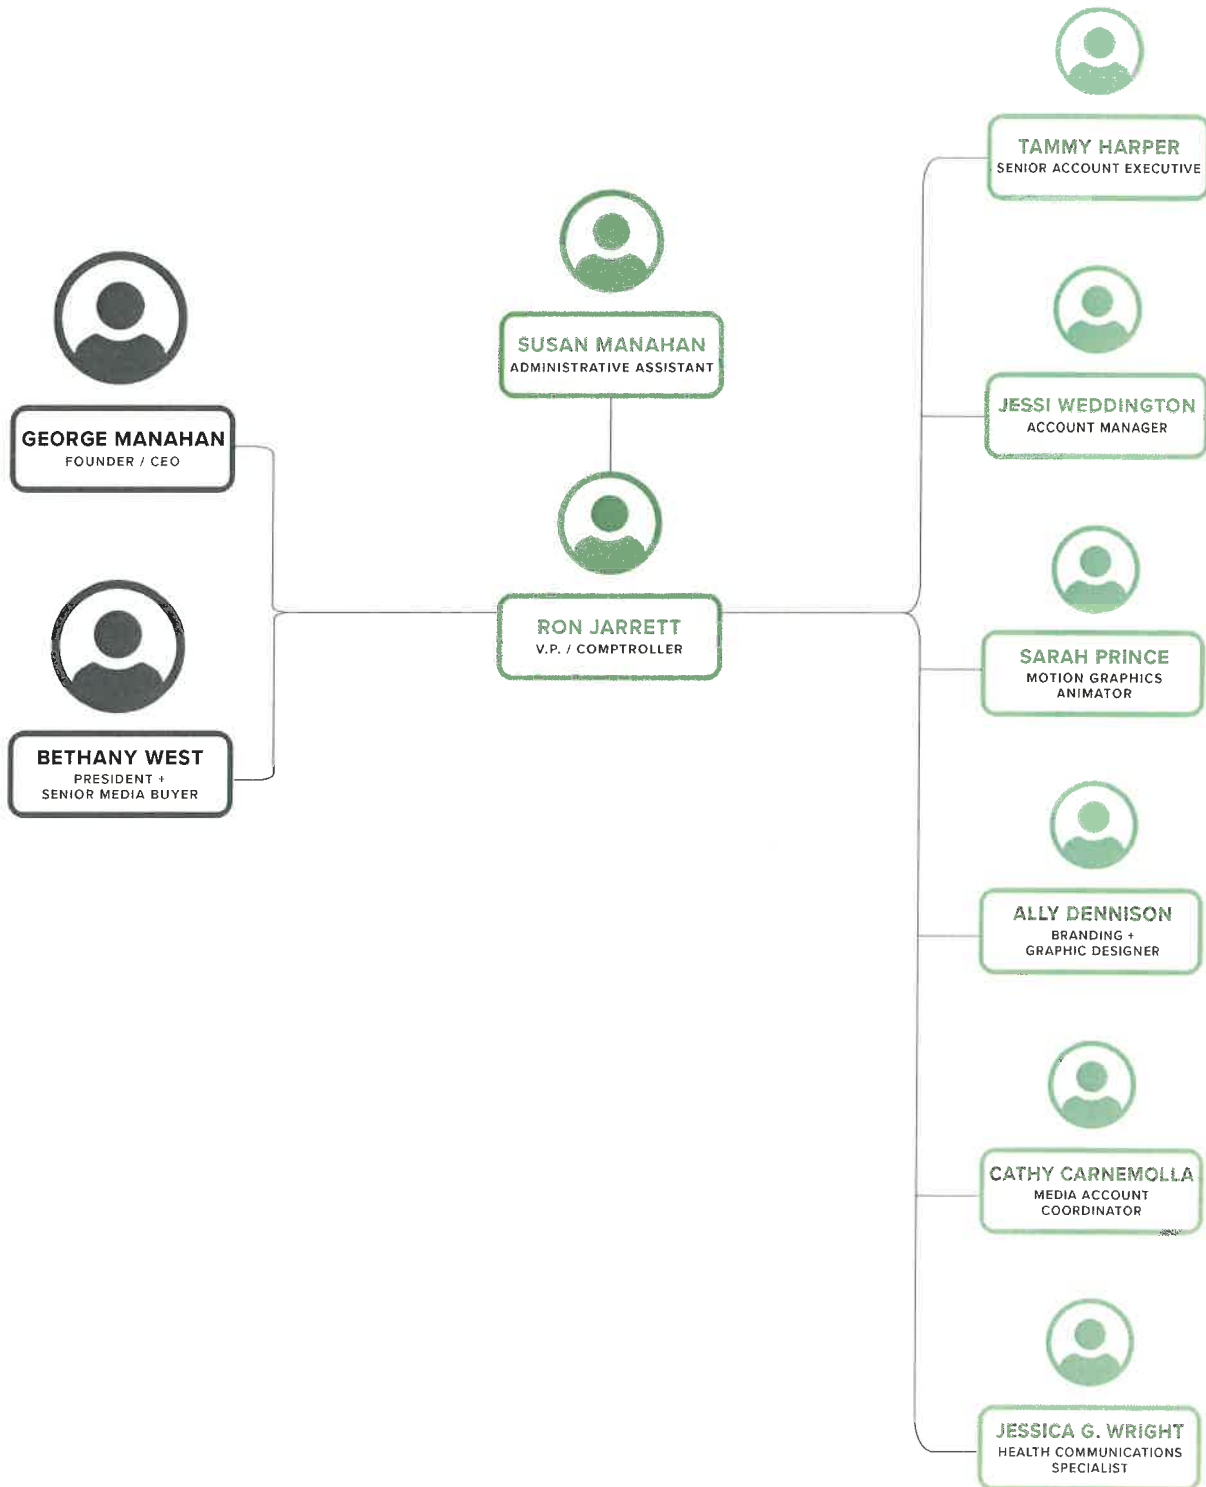 TAMMY HARPER
SENIOR ACCOUNT EXECUTIVE
SUSAN MANAHAN
ADMINISTRATIVE ASSISTANT
GEORGE MANAHAN
FOUNDER / CEO
JESSI WEDDINGTON
ACCOUNT MANAGER
RON JARRETT
V.P. / COMPTROLLER
BETHANY WEST
PRESIDENT +
SENIOR MEDIA BUYER
SARAH PRINCE
MOTION GRAPHICS
ANIMATOR
ALLY DENNISON
BRANDING +
GRAPHIC DESIGNER
CATHY CARNEMOLLA
MEDIA ACCOUNT
COORDINATOR
JESSICA G. WRIGHT
HEALTH COMMUNICATIONS
SPECIALIST